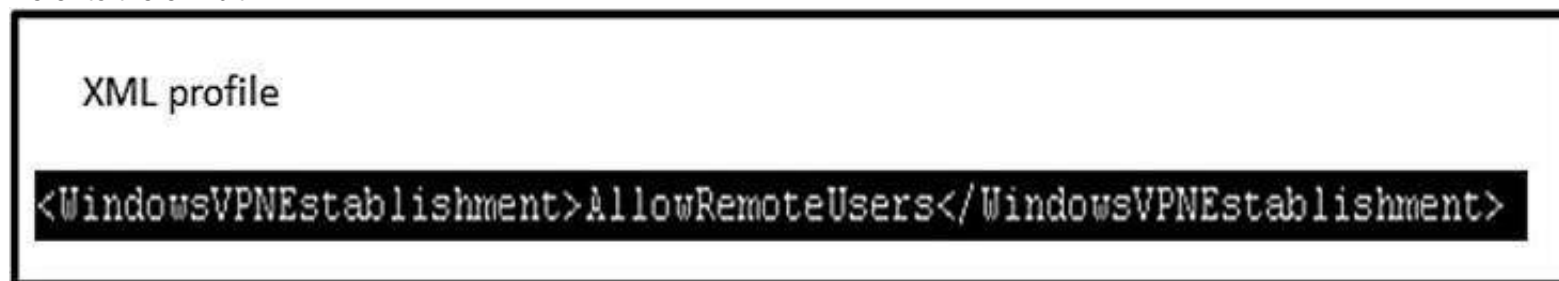 XML profile
<WindowsVPNEstablishment>AllowRemoteUsers</WindowsVPNEstablishment>